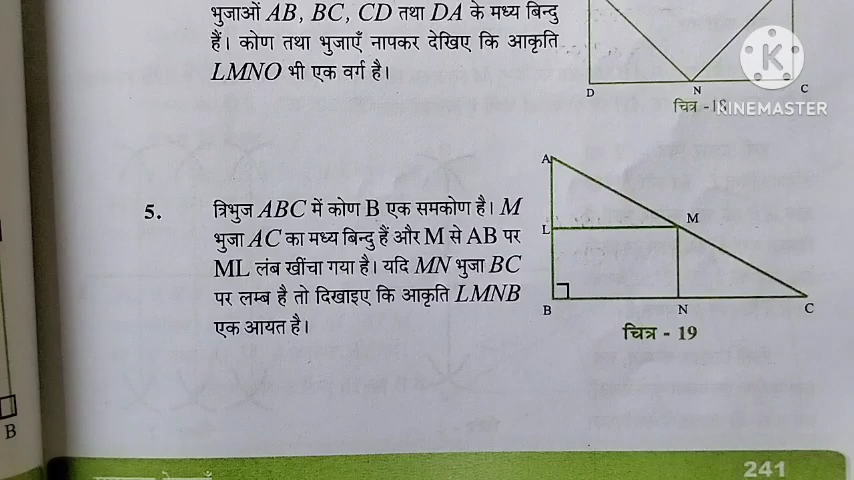 भुजाओं AB, BC, CD तथा DA के मध्य बिन्दु
हैं। कोण तथा भुजाएँ नापकर देखिए कि आकृति
LMNO भी एक वर्ग है।
D N C
चित्र - 18
K
KINEMASTER
5. त्रिभुज ABC में कोण B एक समकोण है। M
भुजा AC का मध्य बिन्दु हैं और M से AB पर
ML लंब खींचा गया है। यदि MN भुजा BC
पर लम्ब है तो दिखाइए कि आकृति LMNB
एक आयत है।
A
L M
B N C
चित्र - 19
B
241